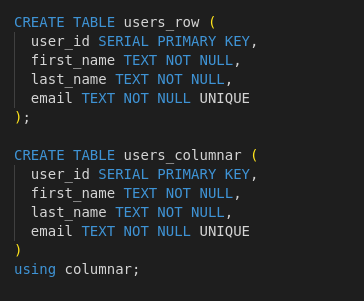 CREATE TABLE users_row (
  user_id SERIAL PRIMARY KEY,
  first_name TEXT NOT NULL,
  last_name TEXT NOT NULL,
  email TEXT NOT NULL UNIQUE
);

CREATE TABLE users_columnar (
  user_id SERIAL PRIMARY KEY,
  first_name TEXT NOT NULL,
  last_name TEXT NOT NULL,
  email TEXT NOT NULL UNIQUE
)
using columnar;